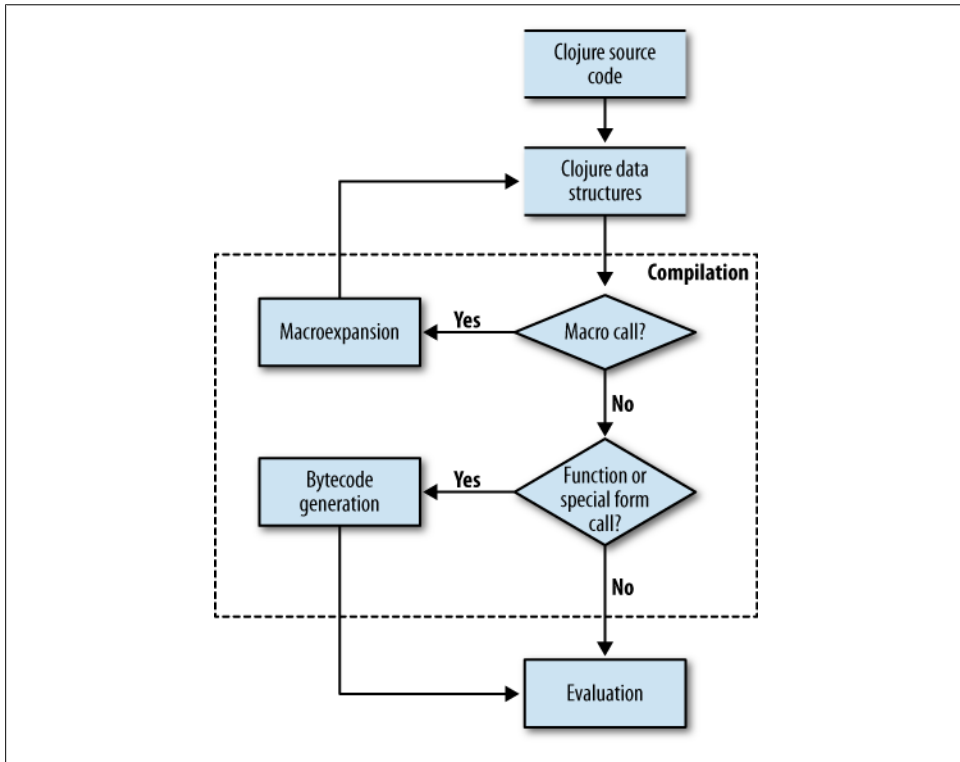 Clojure source
code
Clojure data
structures
Compilation
Macroexpansion
Yes
Macro call?
No
Bytecode
generation
Yes
Function or
special form
call?
No
Evaluation